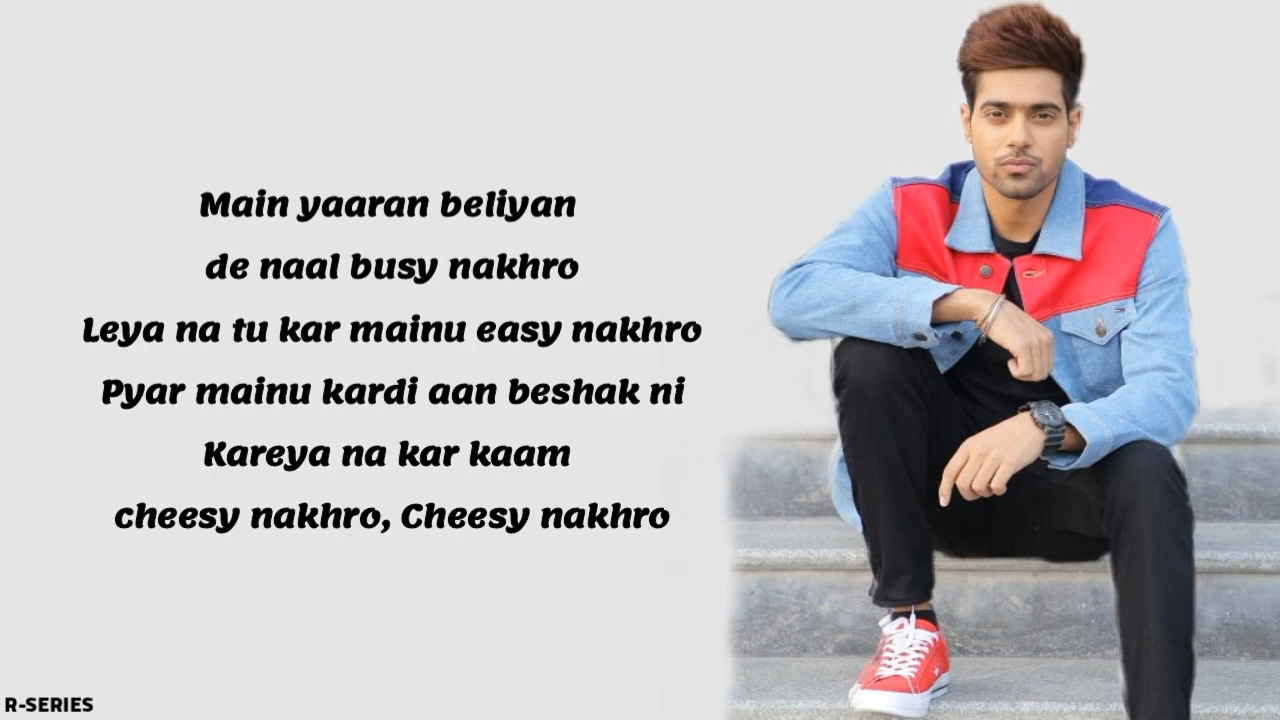 Main yaaran beliyan
de naal busy nakhro
Leya na tu kar mainu easy nakhro
Pyar mainu kardi aan beshak ni
Kareya na kar kaam
cheesy nakhro, Cheesy nakhro
R-SERIES